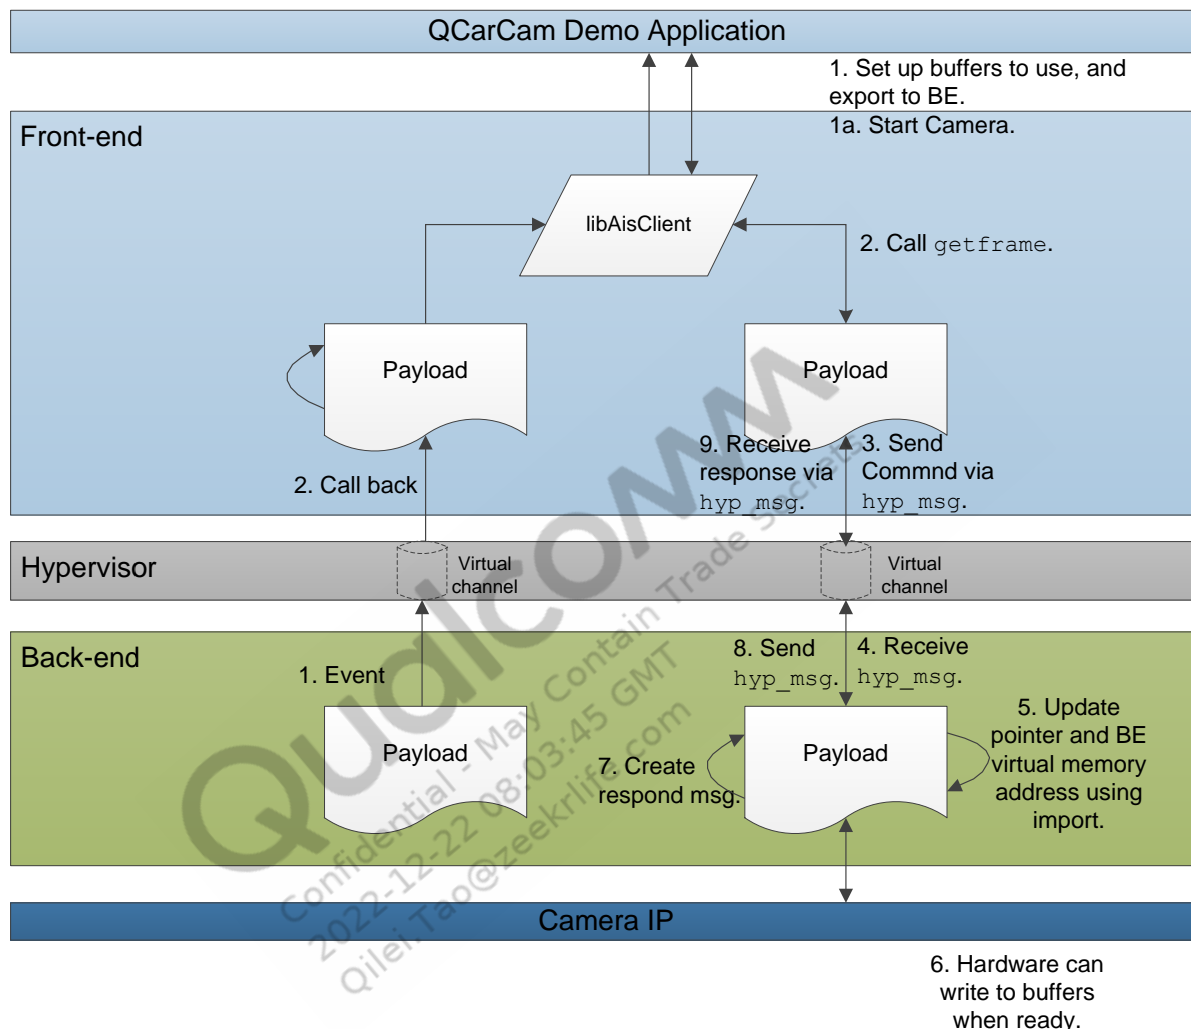 QCarCam Demo Application
1. Set up buffers to use, and
export to BE.
1a. Start Camera.
Front-end
libAisClient
2. Call getframe.
Payload
Payload
2. Call back
9. Receive
response via
hyp_msg.
3. Send
Commnd via
hyp_msg.
Hypervisor
Virtual
channel
Virtual
channel
Back-end
1. Event
8. Send
hyp_msg.
4. Receive
hyp_msg.
Payload
Payload
7. Create
respond msg.
5. Update
pointer and BE
virtual memory
address using
import.
Camera IP
6. Hardware can
write to buffers
when ready.
Qualcomm
Confidential - May Contain Trade Secrets
2022-12-22 08:03:45 GMT
Qilei.Tao@zeekrlife.com